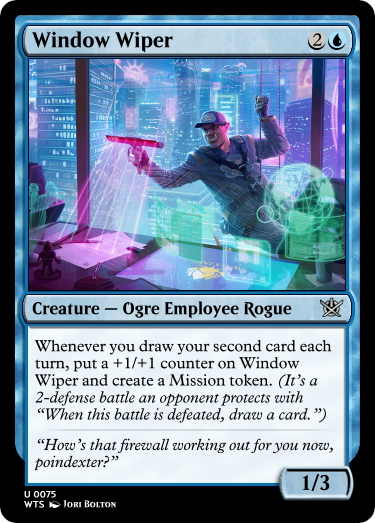 Window Wiper 2
Creature — Ogre Employee Rogue
Whenever you draw your second card each
turn, put a +1/+1 counter on Window
Wiper and create a Mission token. (It's a
2-defense battle an opponent protects with
“When this battle is defeated, draw a card.”)
“How's that firewall working out for you now,
poindexter?”
1/3
U 0075
WTS Jori Bolton